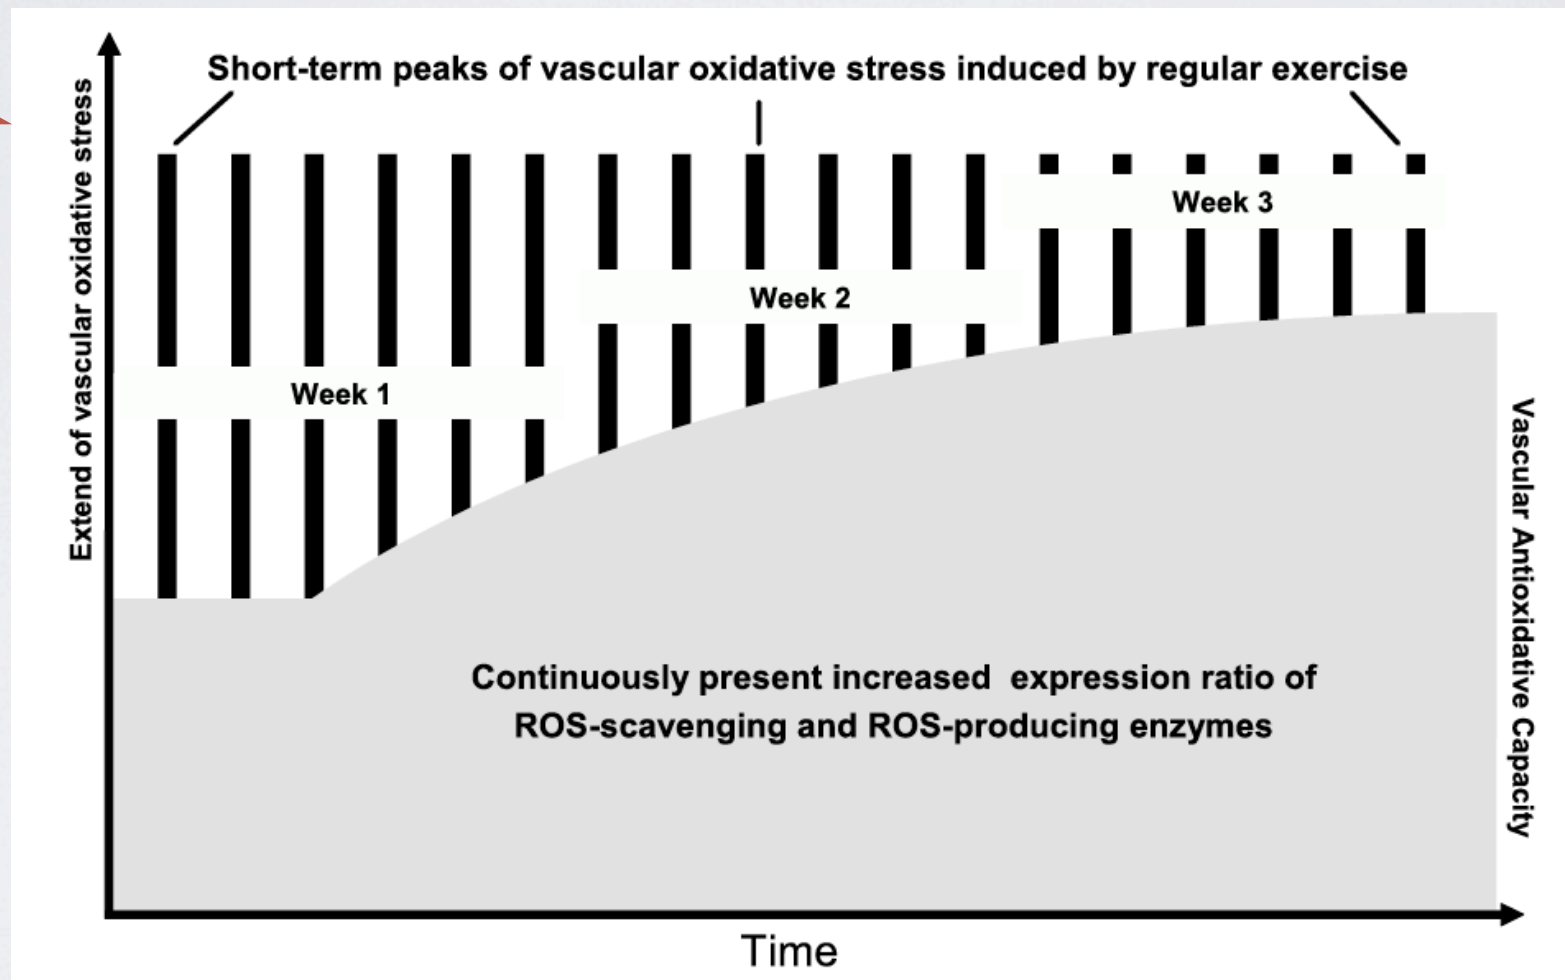 Short-term peaks of vascular oxidative stress induced by regular exercise
Extend of vascular oxidative stress
Week 3
Week 2
Week 1
Vascular Antioxidative Capacity
Continuously present increased expression ratio of
ROS-scavenging and ROS-producing enzymes
Time